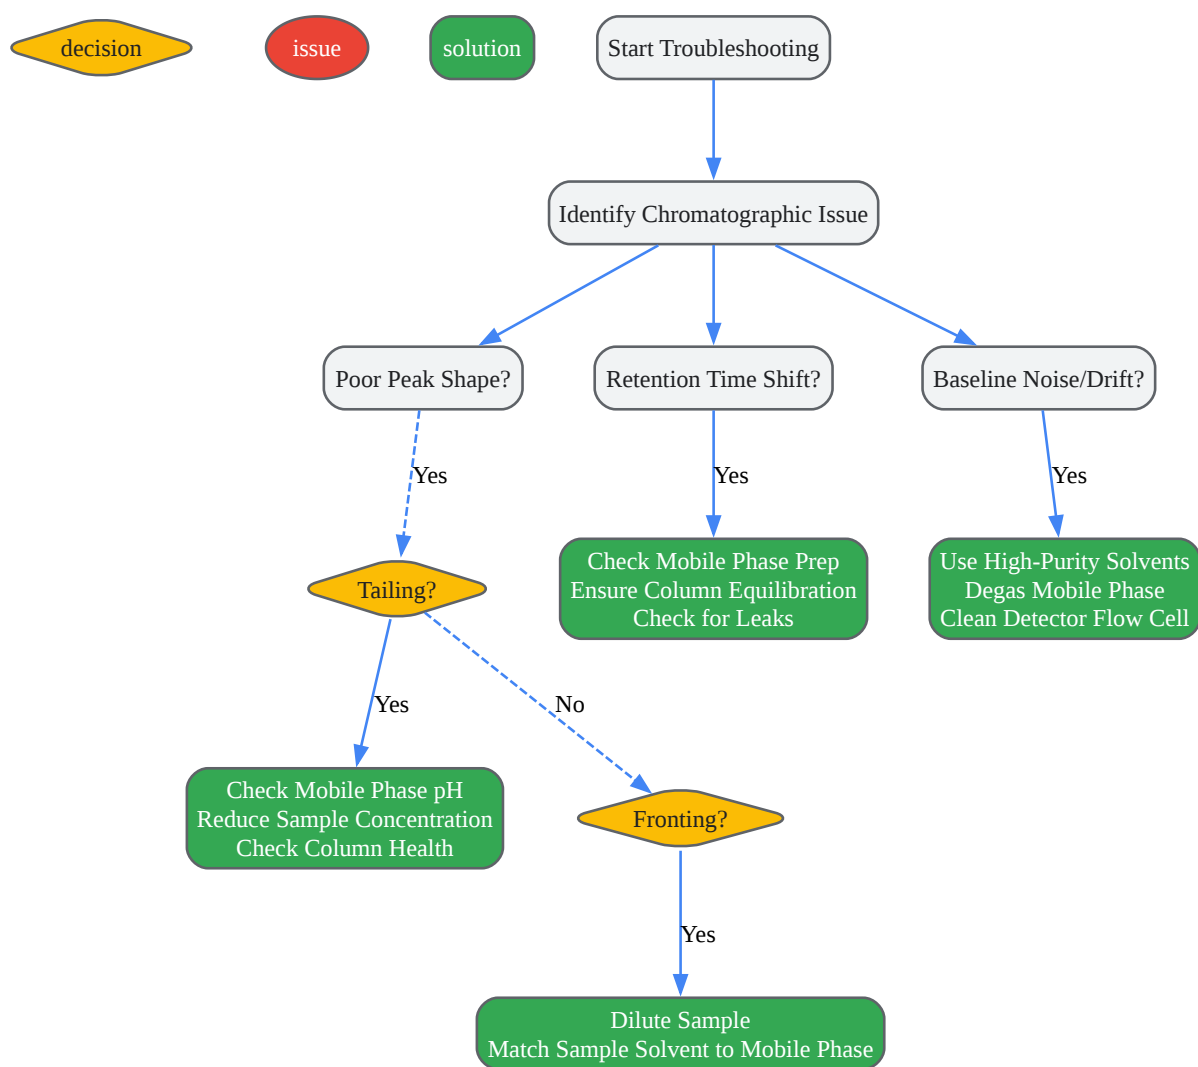 decision
issue
solution
Start Troubleshooting
Identify Chromatographic Issue
Poor Peak Shape?
Retention Time Shift?
Baseline Noise/Drift?
Yes
Yes
Yes
Tailing?
Check Mobile Phase Prep
Ensure Column Equilibration
Check for Leaks
Use High-Purity Solvents
Degas Mobile Phase
Clean Detector Flow Cell
Yes
No
Check Mobile Phase pH
Reduce Sample Concentration
Check Column Health
Fronting?
Yes
Dilute Sample
Match Sample Solvent to Mobile Phase